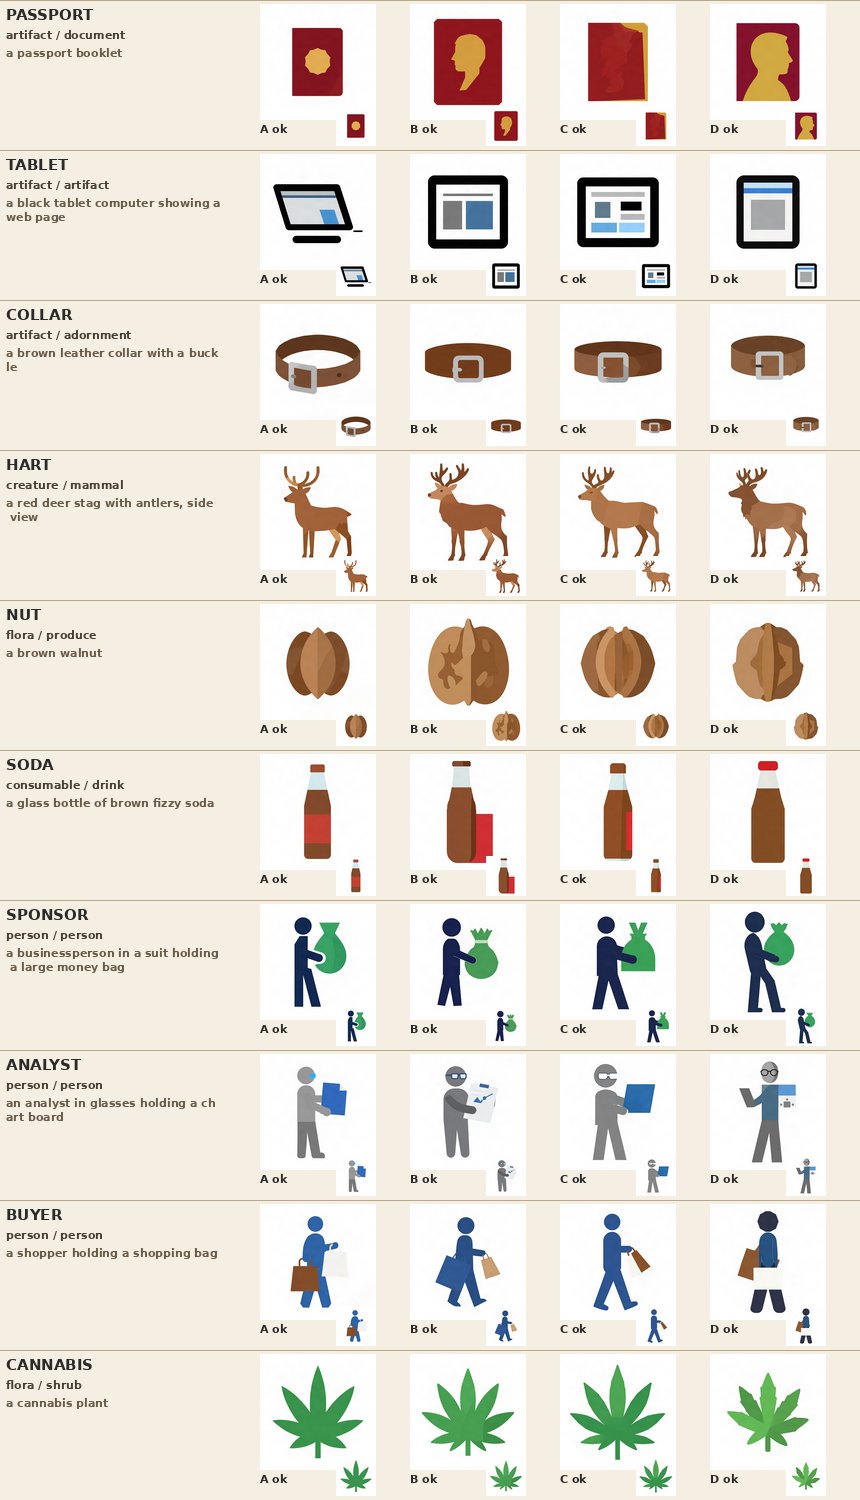 PASSPORT
artifact / document
a passport booklet
A ok
B ok
C ok
D ok
TABLET
artifact / artifact
a black tablet computer showing a
web page
A ok
B ok
C ok
D ok
COLLAR
artifact / adornment
a brown leather collar with a buck
le
A ok
B ok
C ok
D ok
HART
creature / mammal
a red deer stag with antlers, side
view
A ok
B ok
C ok
D ok
NUT
flora / produce
a brown walnut
A ok
B ok
C ok
D ok
SODA
consumable / drink
a glass bottle of brown fizzy soda
A ok
B ok
C ok
D ok
SPONSOR
person / person
a businessperson in a suit holding
a large money bag
A ok
B ok
C ok
D ok
ANALYST
person / person
an analyst in glasses holding a ch
art board
A ok
B ok
C ok
D ok
BUYER
person / person
a shopper holding a shopping bag
A ok
B ok
C ok
D ok
CANNABIS
flora / shrub
a cannabis plant
A ok
B ok
C ok
D ok